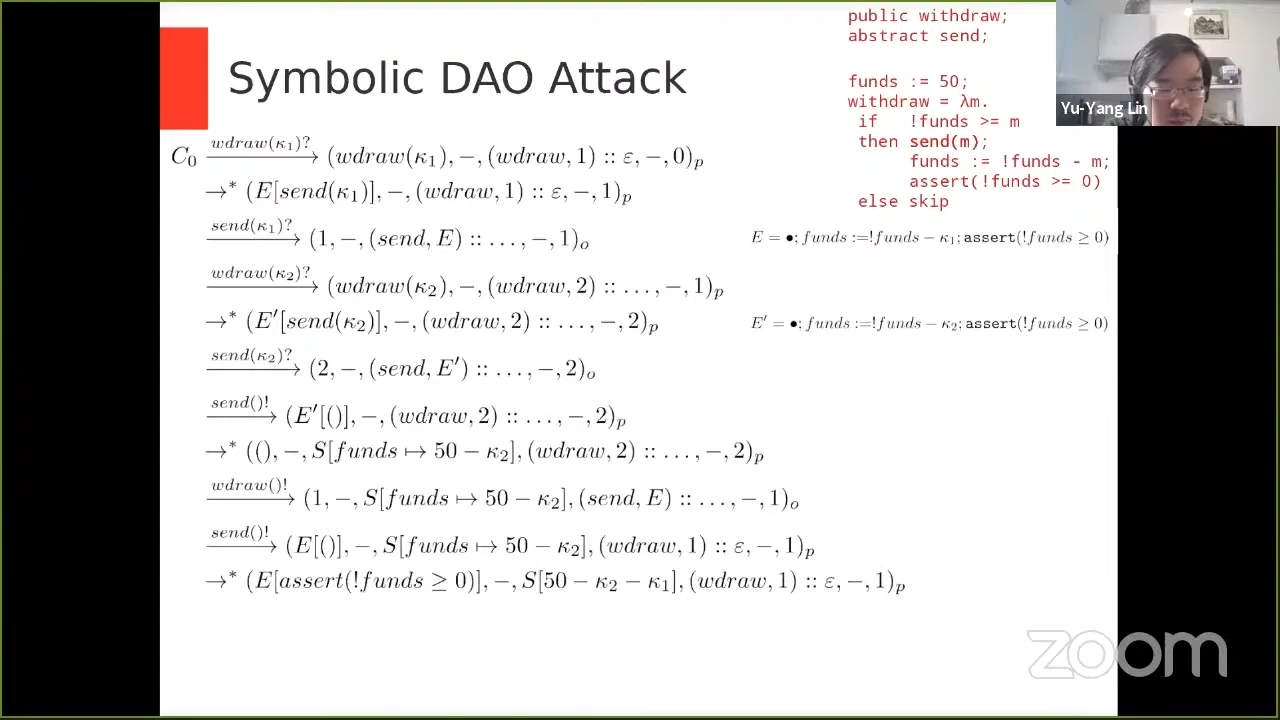 Symbolic DAO Attack
public withdraw;
abstract send;
funds := 50;
withdraw = λm.
if !funds >= m
then send(m);
funds := !funds - m;
assert(!funds >= 0)
else skip
Yu-Yang Lin
C₀ —wdraw(κ₁)?→ (wdraw(κ₁), −, (wdraw, 1) :: ε, −, 0)ₚ
→* (E[send(κ₁)], −, (wdraw, 1) :: ε, −, 1)ₚ
—send(κ₁)?→ (1, −, (send, E) :: …, −, 1)ₒ
E = •; funds :=!funds − κ₁; assert(!funds ≥ 0)
—wdraw(κ₂)?→ (wdraw(κ₂), −, (wdraw, 2) :: …, −, 1)ₚ
→* (E′[send(κ₂)], −, (wdraw, 2) :: …, −, 2)ₚ
E′ = •; funds :=!funds − κ₂; assert(!funds ≥ 0)
—send(κ₂)?→ (2, −, (send, E′) :: …, −, 2)ₒ
—send()!→ (E′[()], −, (wdraw, 2) :: …, −, 2)ₚ
→* ((), −, S[funds ↦ 50 − κ₂], (wdraw, 2) :: …, −, 2)ₚ
—wdraw()!→ (1, −, S[funds ↦ 50 − κ₂], (send, E) :: …, −, 1)ₒ
—send()!→ (E[()], −, S[funds ↦ 50 − κ₂], (wdraw, 1) :: ε, −, 1)ₚ
→* (E[assert(!funds ≥ 0)], −, S[50 − κ₂ − κ₁], (wdraw, 1) :: ε, −, 1)ₚ
zoom